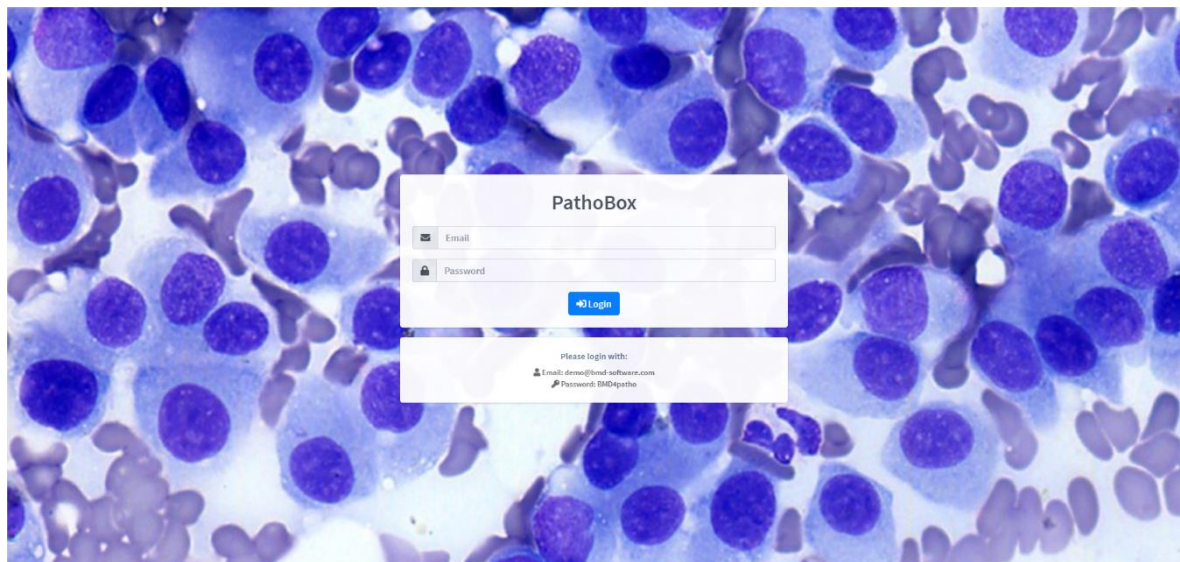 PathoBox
Email
Password
Login
Please login with:
Email: demo@bmd-software.com
Password: BMD4patho